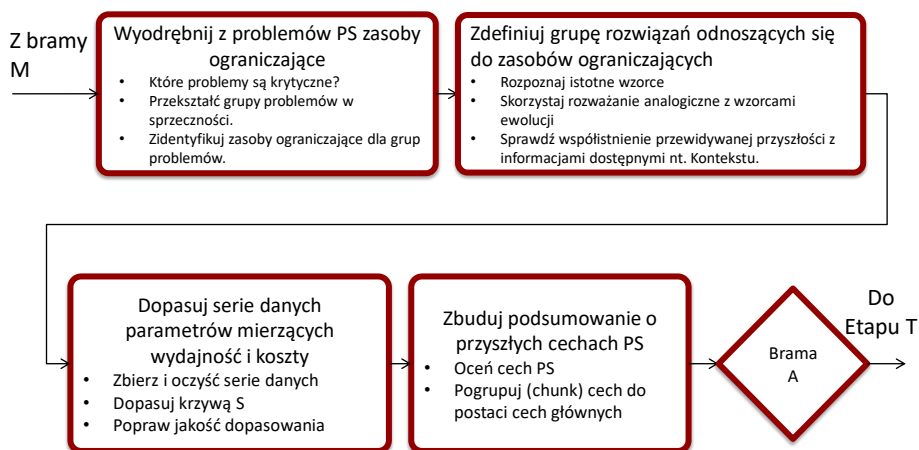 Z bramy
M
Wyodrębnij z problemów PS zasoby
ograniczające
• Które problemy są krytyczne?
• Przekształć grupy problemów w
sprzeczności.
• Zidentyfikuj zasoby ograniczające dla grup
problemów.
Zdefiniuj grupę rozwiązań odnoszących się
do zasobów ograniczających
• Rozpoznaj istotne wzorce
• Skorzystaj rozważanie analogiczne z wzorcami
ewolucji
• Sprawdź współistnienie przewidywanej przyszłości z
informacjami dostępnymi nt. Kontekstu.
Dopasuj serie danych
parametrów mierzących
wydajność i koszty
• Zbierz i oczyść serie danych
• Dopasuj krzywą S
• Popraw jakość dopasowania
Zbuduj podsumowanie o
przyszłych cechach PS
• Oceń cech PS
• Pogrupuj (chunk) cech do
postaci cech głównych
Brama
A
Do
Etapu T